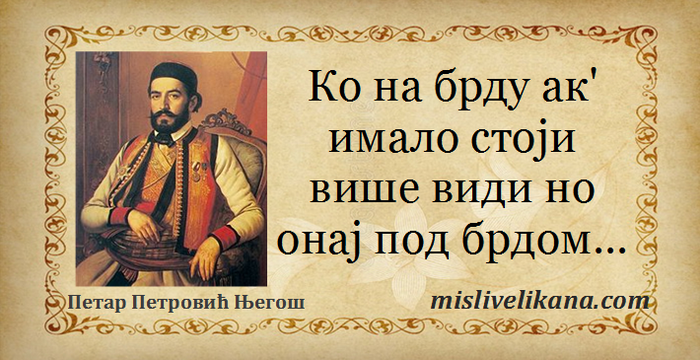 Ко на брду ак'
имало стоји
више види но
онај под брдом...
Петар Петровић Његош
mislivelikana.com